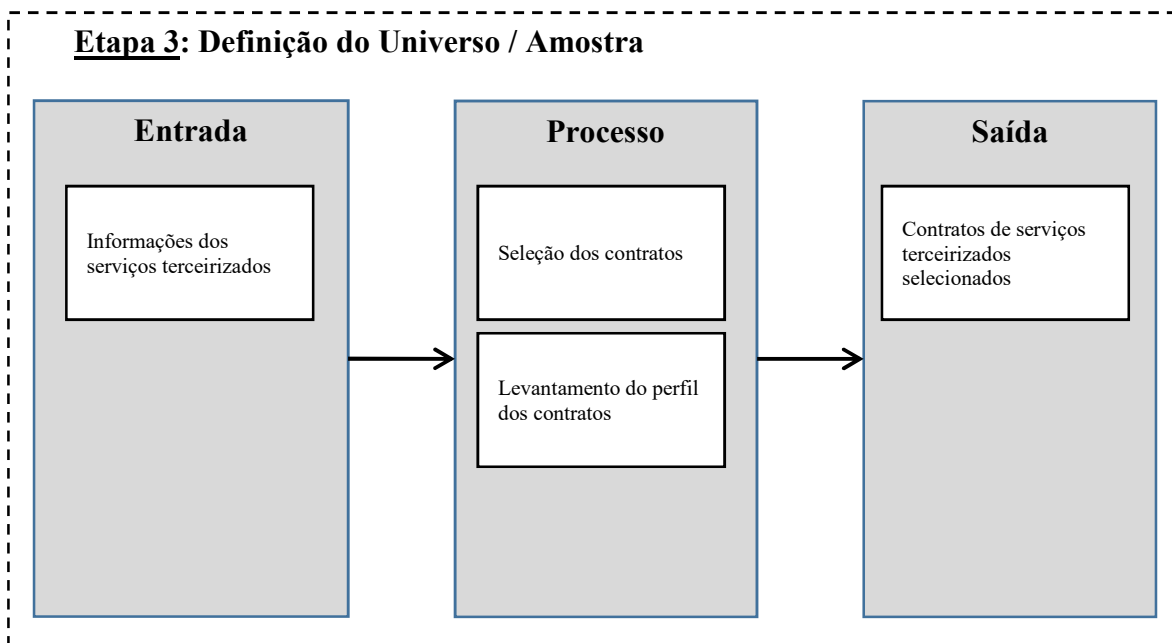 Etapa 3: Definição do Universo / Amostra
Entrada
Informações dos
serviços terceirizados
Processo
Seleção dos contratos
Levantamento do perfil
dos contratos
Saída
Contratos de serviços
terceirizados
selecionados